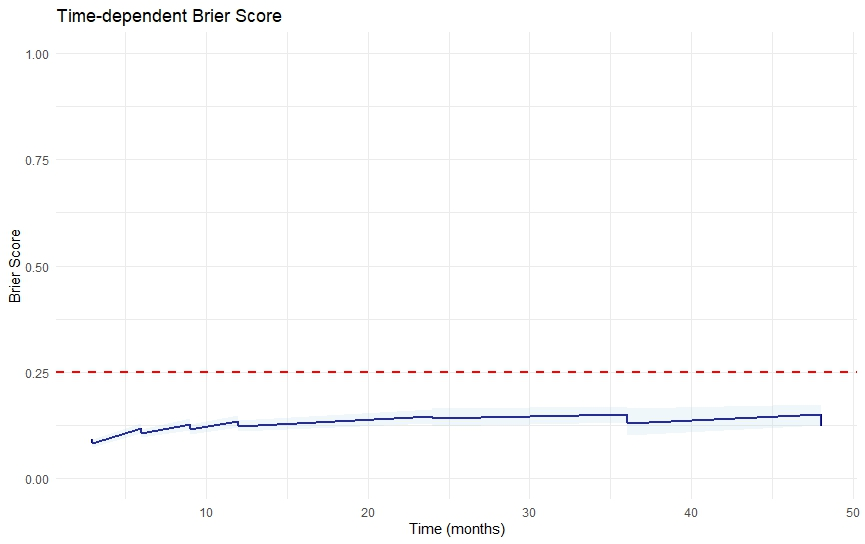 Time-dependent Brier Score
1.00
0.75
0.50
0.25
0.00
Brier Score
10 20 30 40 50
Time (months)